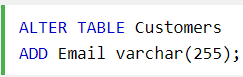 ALTER TABLE Customers
ADD Email varchar(255);